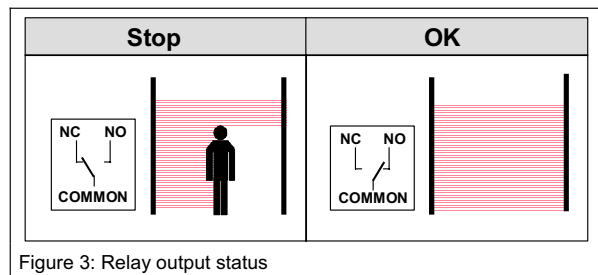 Stop OK
NC NO
COMMON
NC NO
COMMON
Figure 3: Relay output status